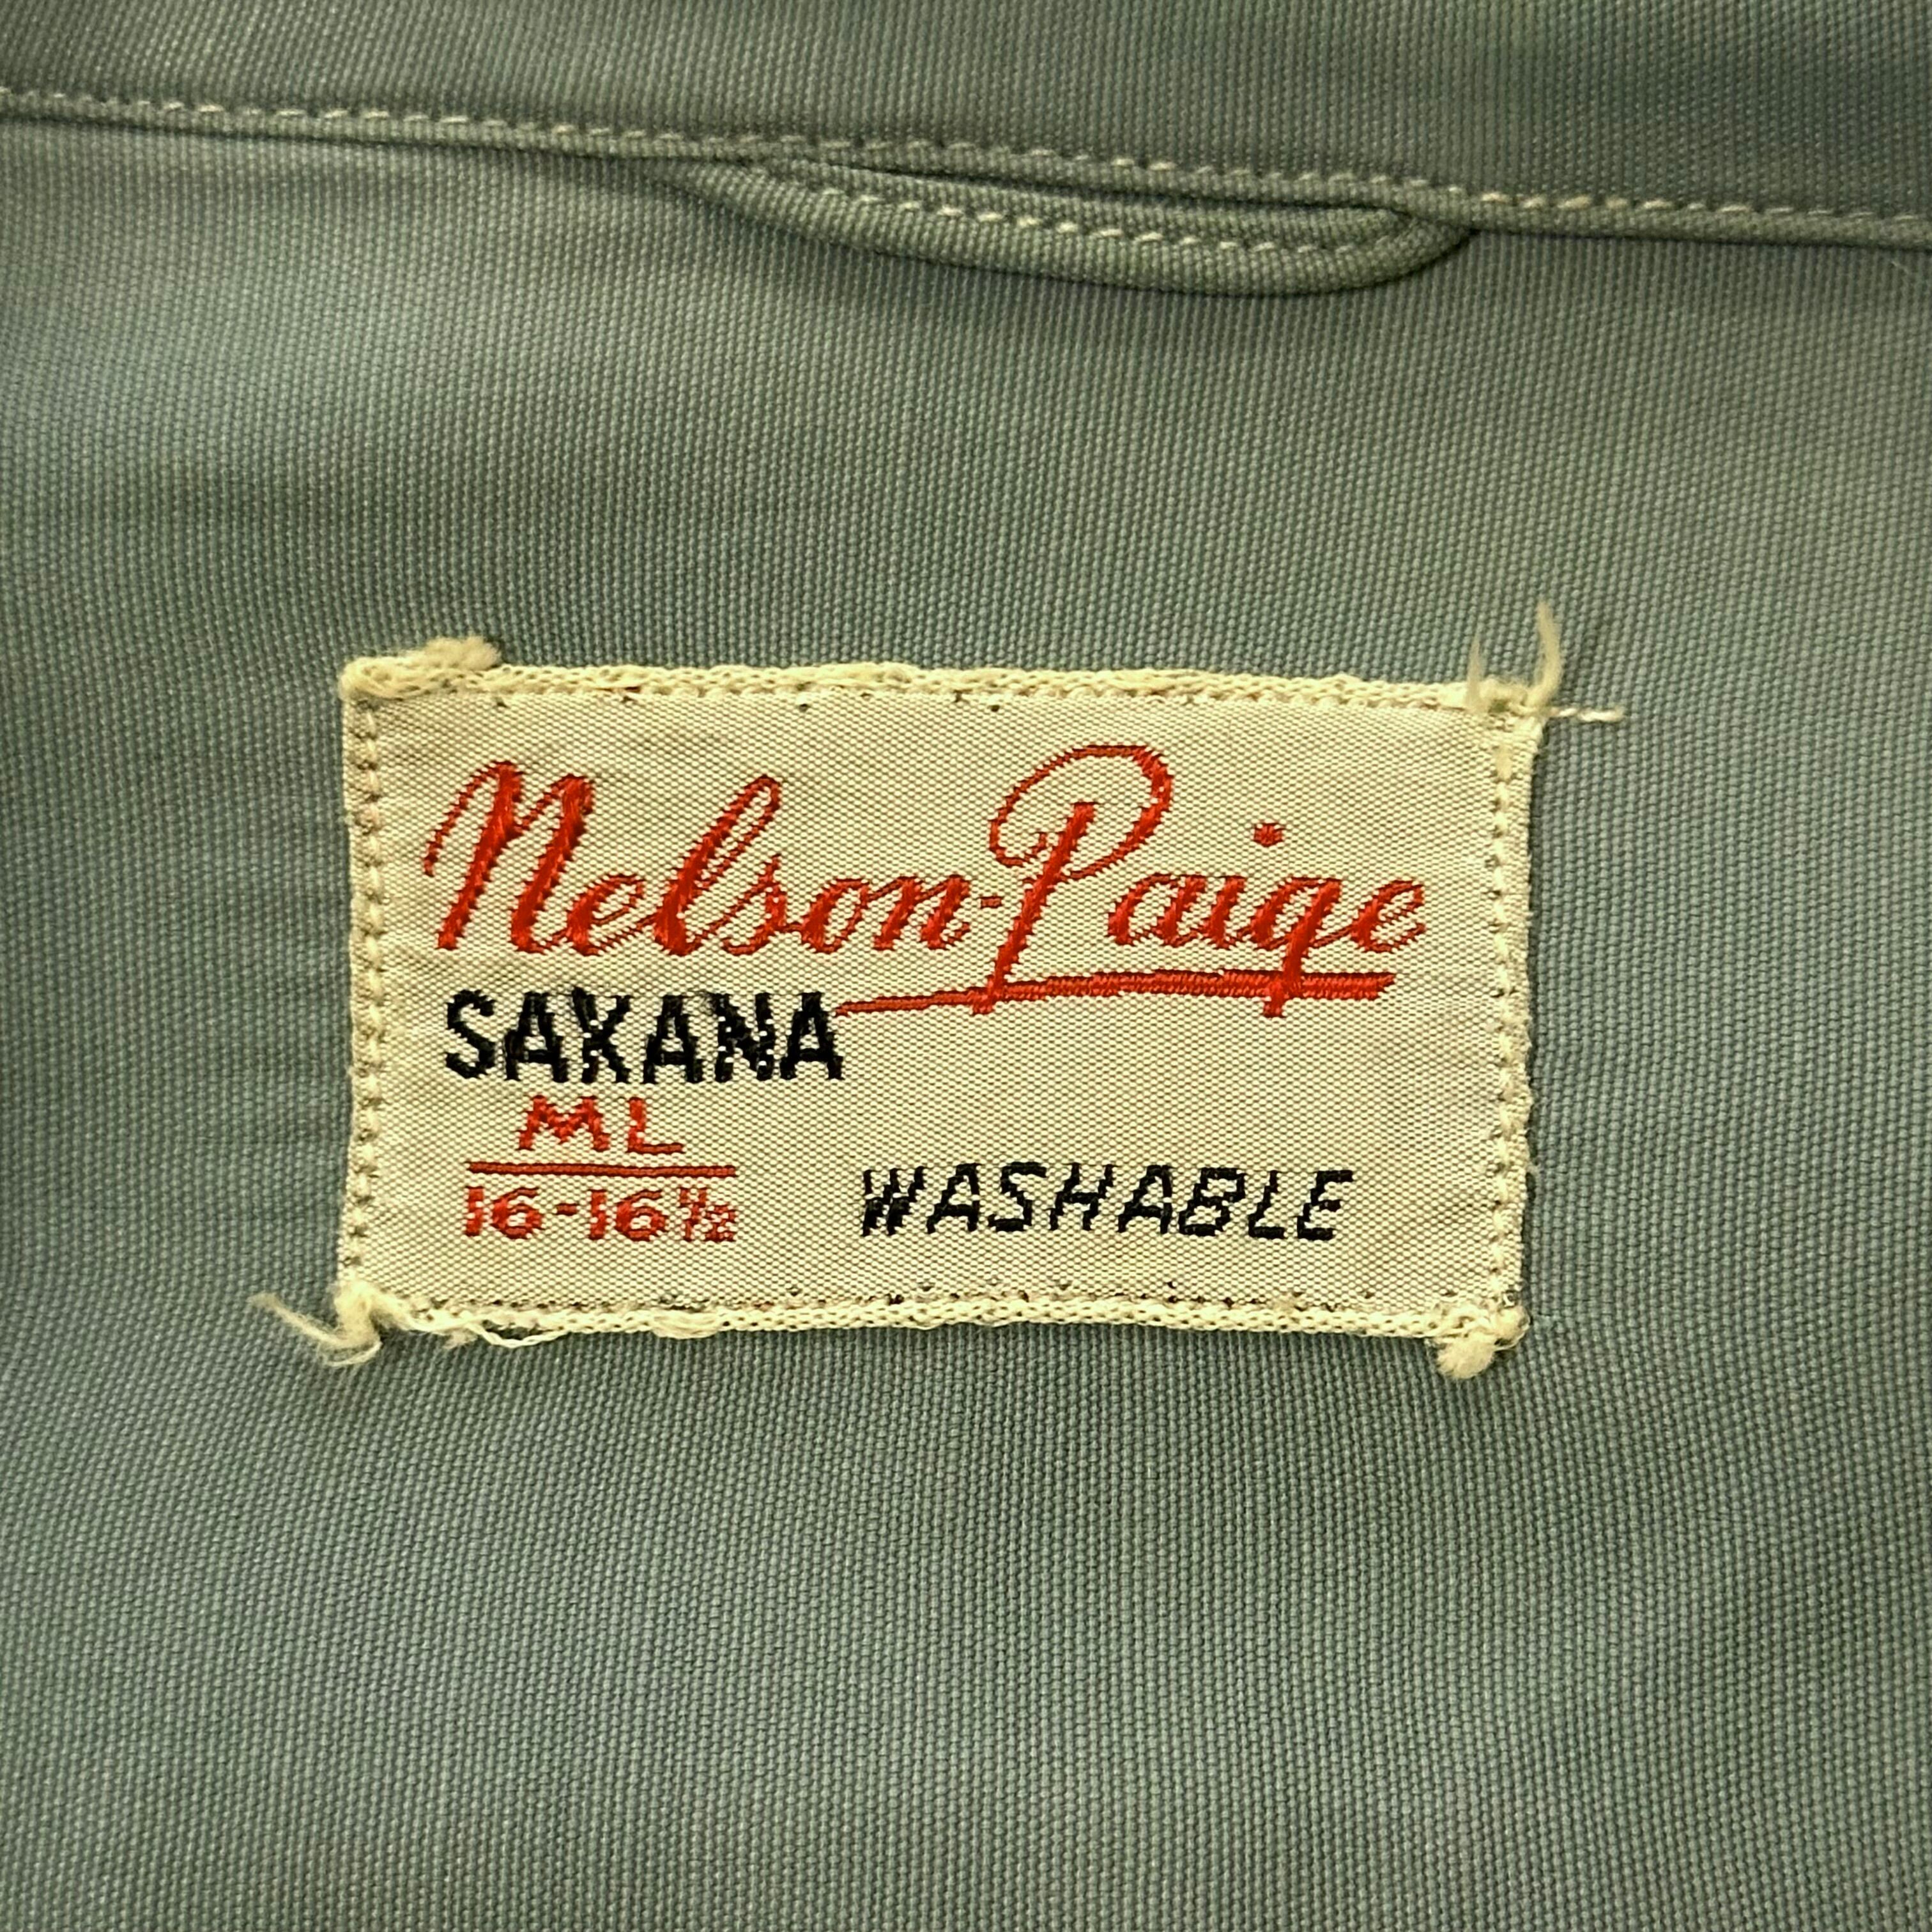 Nelson-Paige
SAXANA
ML
16-16½
WASHABLE